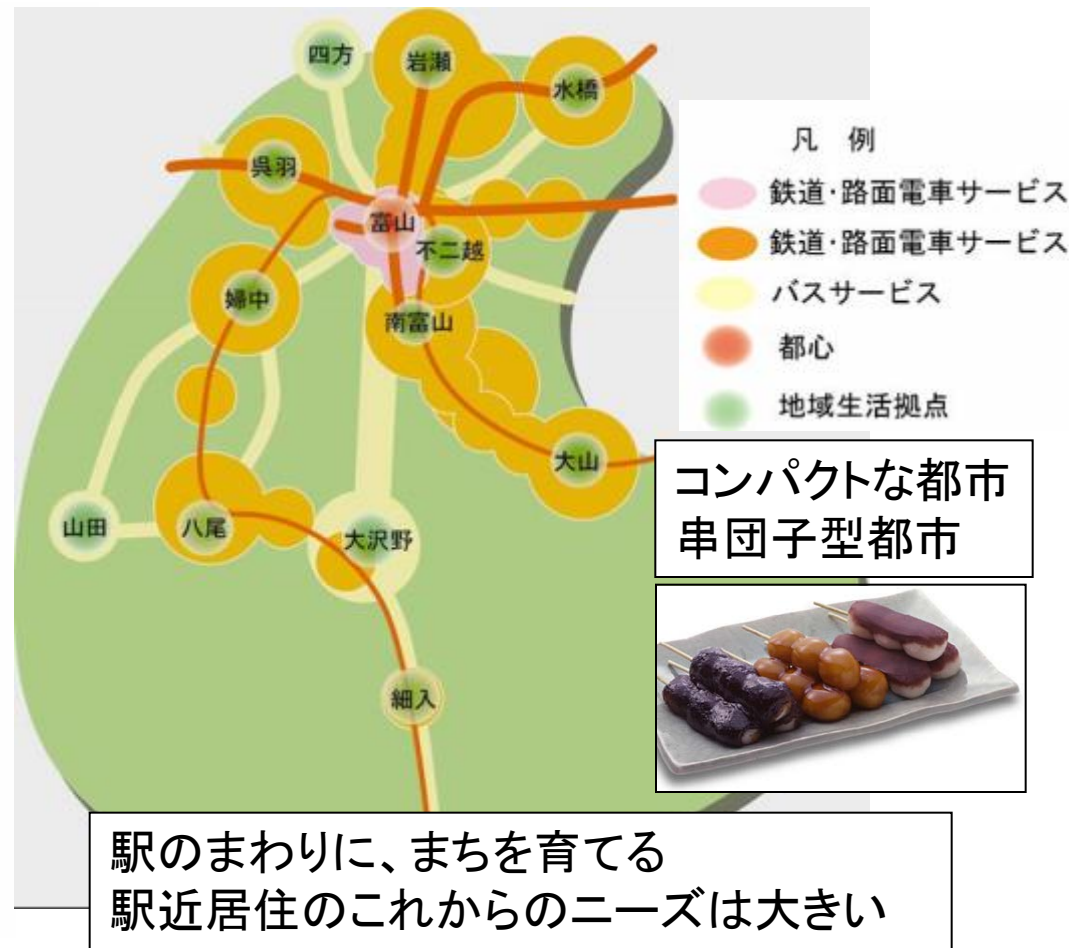 四方
岩瀬
水橋
呉羽
富山
不二越
婦中
南富山
大山
山田
八尾
大沢野
細入
凡 例
鉄道・路面電車サービス
鉄道・路面電車サービス
バスサービス
都心
地域生活拠点
コンパクトな都市
串団子型都市
駅のまわりに、まちを育てる
駅近居住のこれからのニーズは大きい